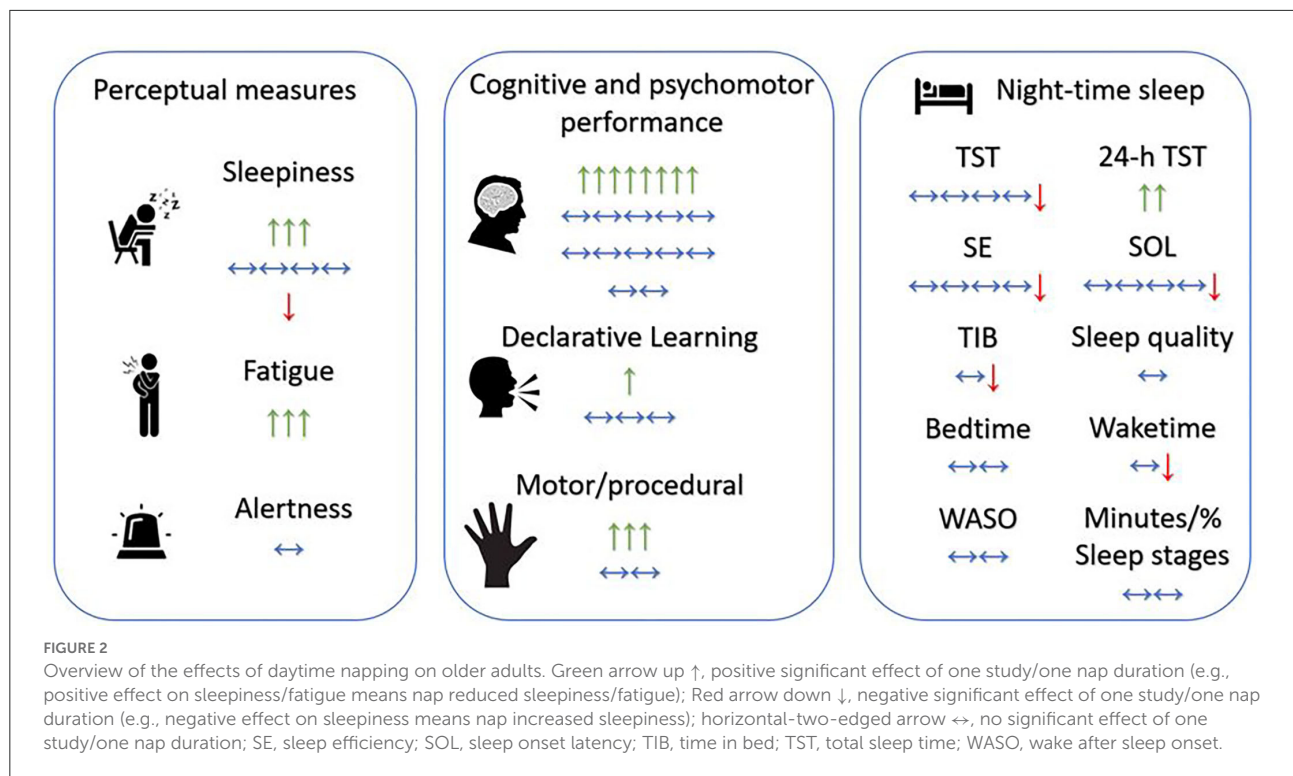 Perceptual measures
Sleepiness
↑↑↑
↔↔↔↔
↓
Fatigue
↑↑↑
Alertness
↔
Cognitive and psychomotor
performance
↑↑↑↑↑↑↑↑
↔↔↔↔↔
↔↔↔↔↔
↔↔
Declarative Learning
↑
↔↔↔
Motor/procedural
↑↑↑
↔↔
Night-time sleep
TST
↔↔↔↔↓
24-h TST
↑↑
SE
↔↔↔↔↓
SOL
↔↔↔↔↓
TIB
↔↓
Sleep quality
↔
Bedtime
↔↔
Waketime
↔↓
WASO
↔↔
Minutes/%
Sleep stages
↔↔
FIGURE 2
Overview of the effects of daytime napping on older adults. Green arrow up ↑, positive significant effect of one study/one nap duration (e.g.,
positive effect on sleepiness/fatigue means nap reduced sleepiness/fatigue); Red arrow down ↓, negative significant effect of one study/one nap
duration (e.g., negative effect on sleepiness means nap increased sleepiness); horizontal-two-edged arrow ↔, no significant effect of one
study/one nap duration; SE, sleep efficiency; SOL, sleep onset latency; TIB, time in bed; TST, total sleep time; WASO, wake after sleep onset.